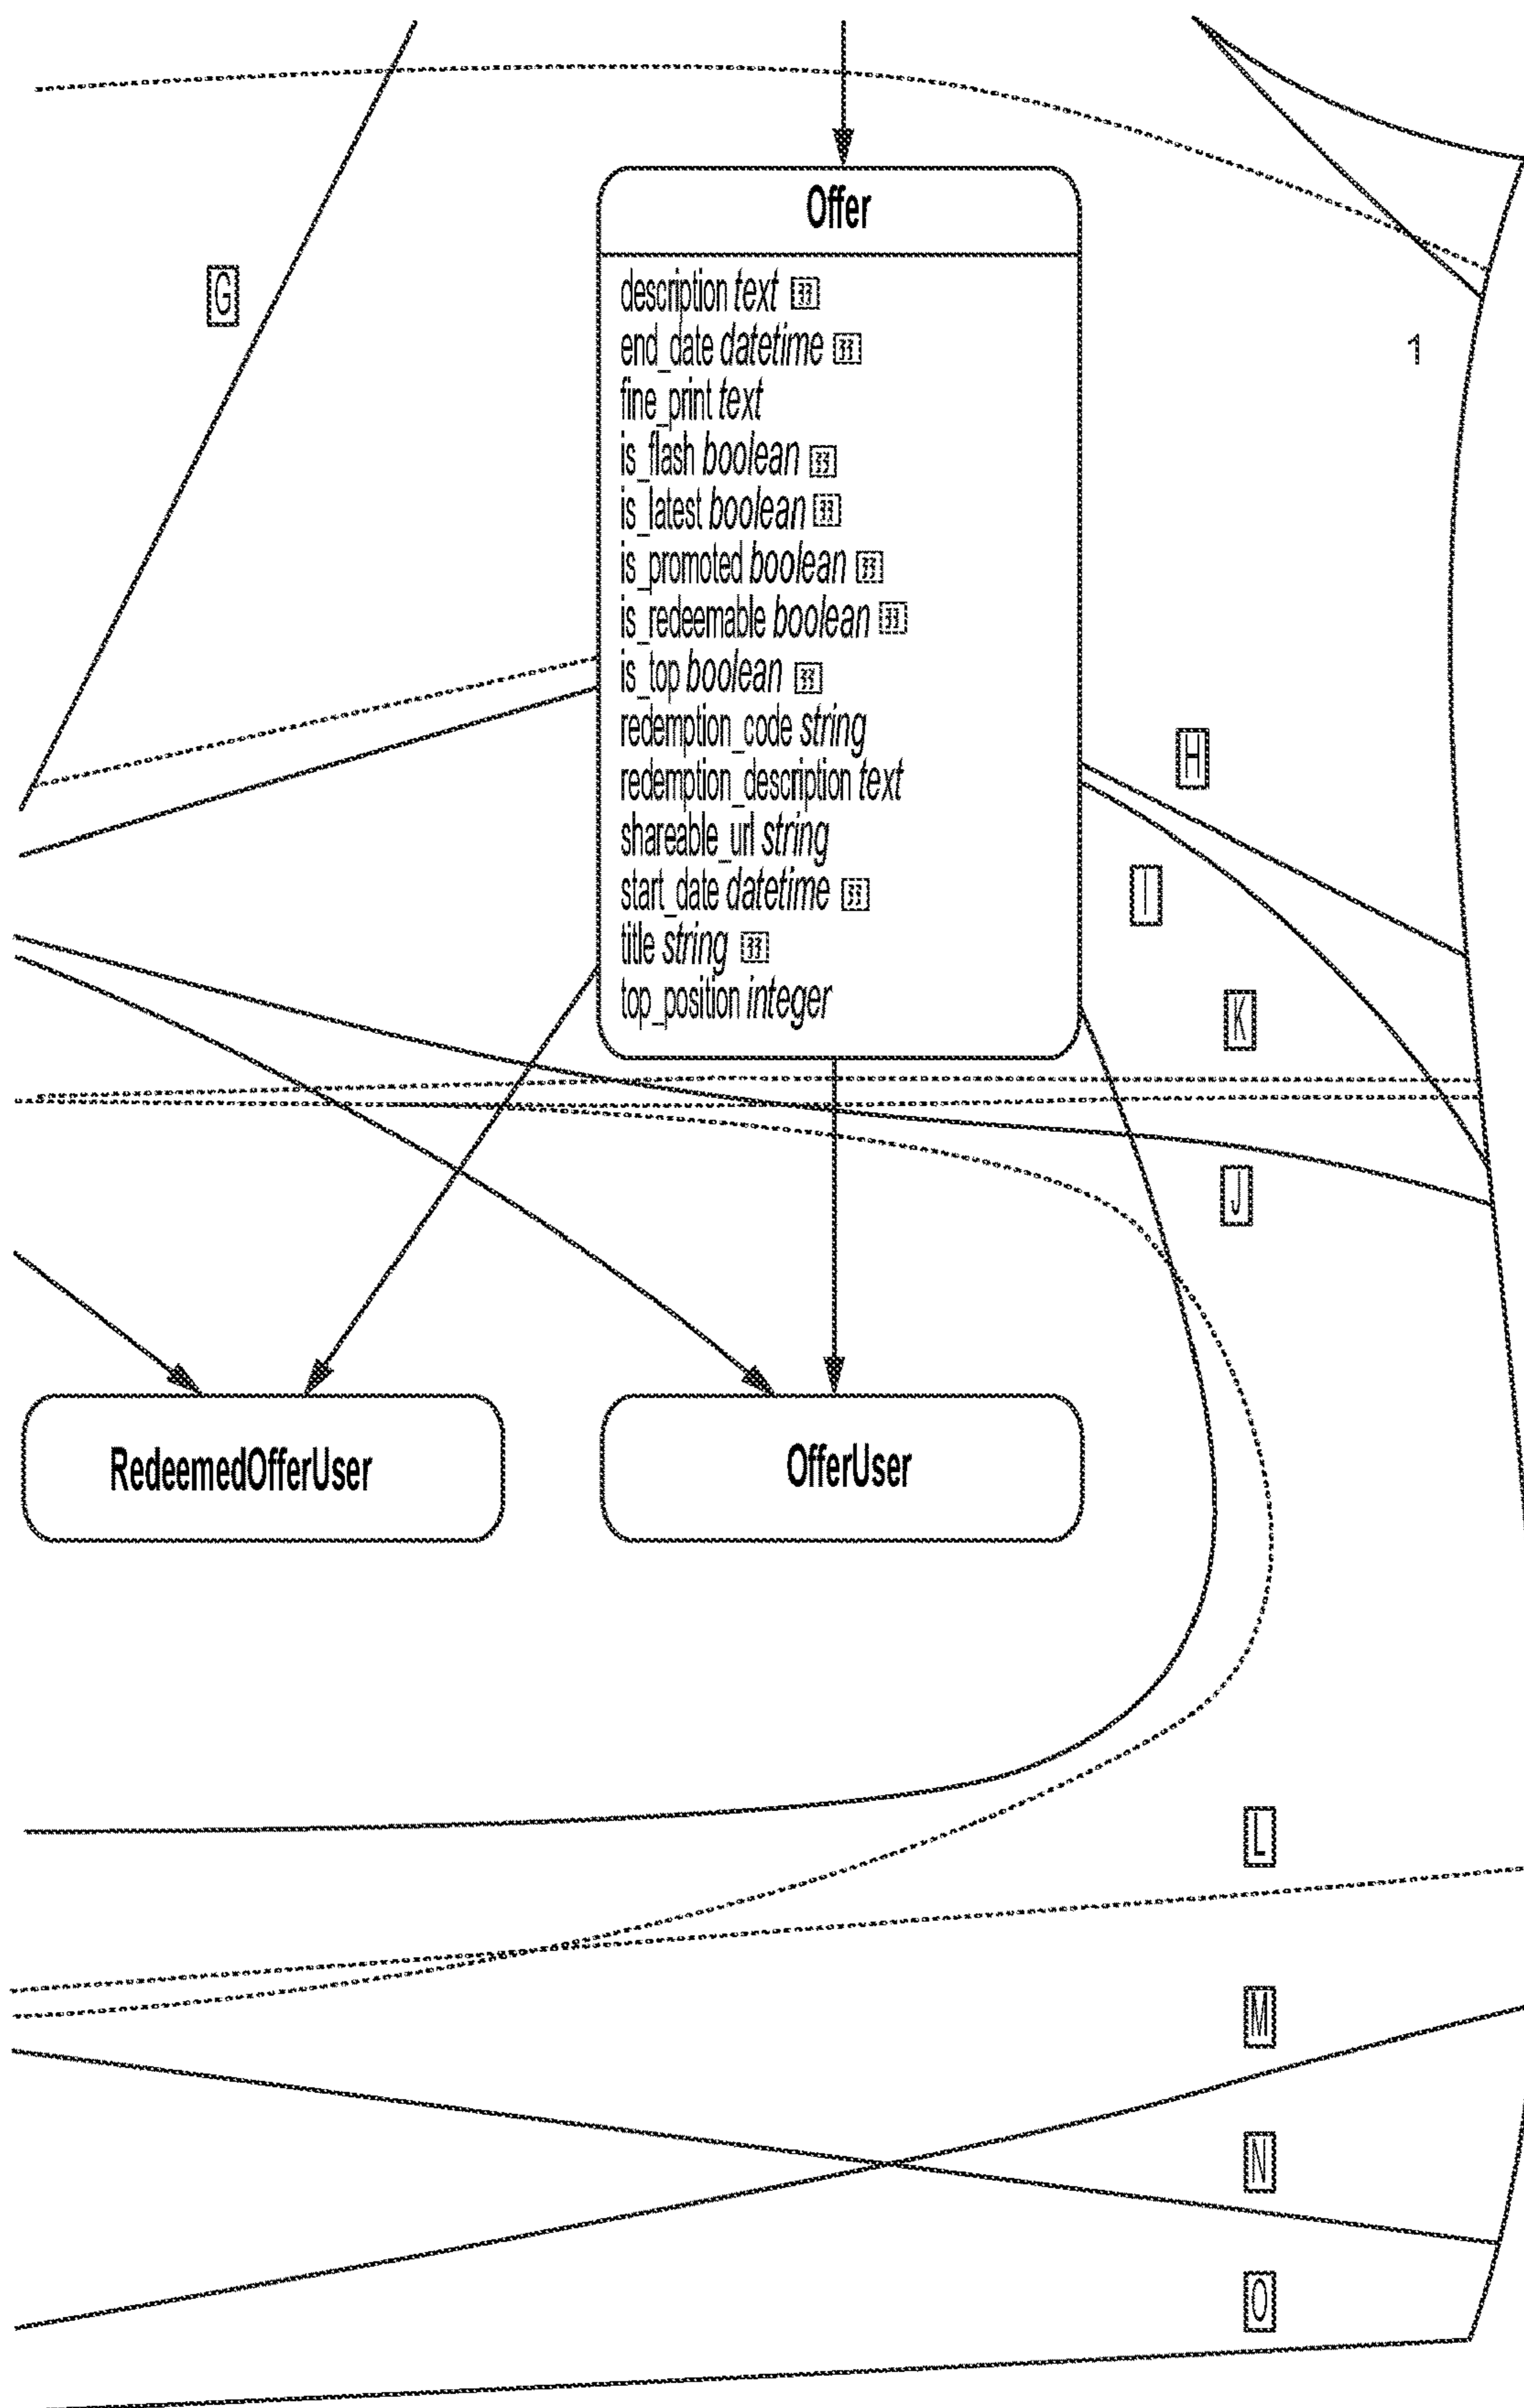 Offer
G
description text
end_date datetime
1
fine_print text
is_flash boolean
is_latest boolean
is_promoted boolean
is_redeemable boolean
is_top boolean
redemption_code string
H
redemption_description text
shareable_url string
start_date datetime
I
title string
top_position integer
K
J
RedeemedOfferUser
OfferUser
L
M
N
O